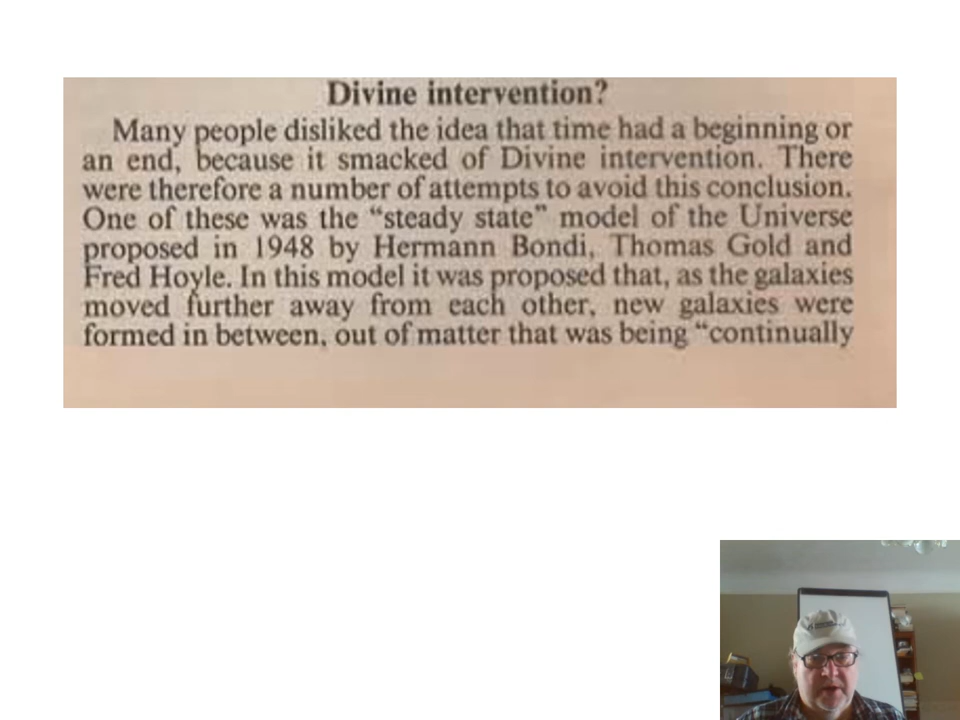 Divine intervention?
Many people disliked the idea that time had a beginning or
an end, because it smacked of Divine intervention. There
were therefore a number of attempts to avoid this conclusion.
One of these was the “steady state” model of the Universe
proposed in 1948 by Hermann Bondi, Thomas Gold and
Fred Hoyle. In this model it was proposed that, as the galaxies
moved further away from each other, new galaxies were
formed in between, out of matter that was being “continually